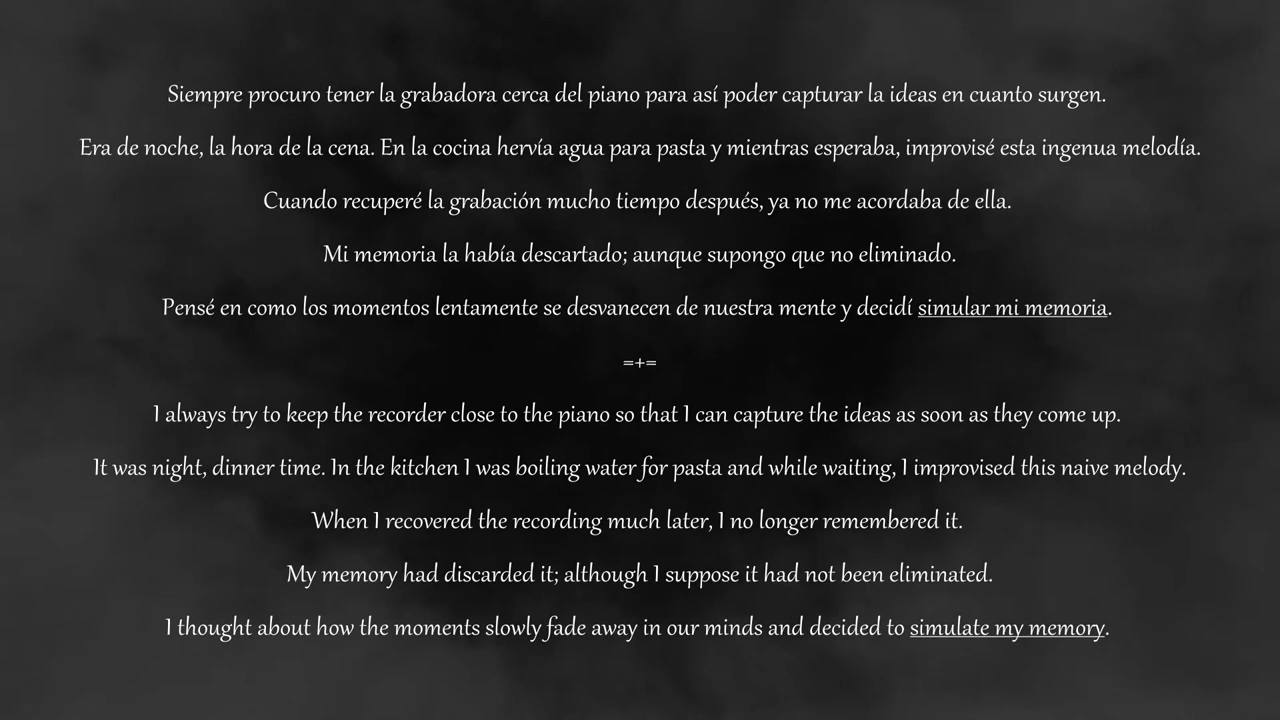 Siempre procuro tener la grabadora cerca del piano para así poder capturar la ideas en cuanto surgen.
Era de noche, la hora de la cena. En la cocina hervía agua para pasta y mientras esperaba, improvisé esta ingenua melodía.
Cuando recuperé la grabación mucho tiempo después, ya no me acordaba de ella.
Mi memoria la había descartado; aunque supongo que no eliminado.
Pensé en como los momentos lentamente se desvanecen de nuestra mente y decidí simular mi memoria.
=+=
I always try to keep the recorder close to the piano so that I can capture the ideas as soon as they come up.
It was night, dinner time. In the kitchen I was boiling water for pasta and while waiting, I improvised this naive melody.
When I recovered the recording much later, I no longer remembered it.
My memory had discarded it; although I suppose it had not been eliminated.
I thought about how the moments slowly fade away in our minds and decided to simulate my memory.